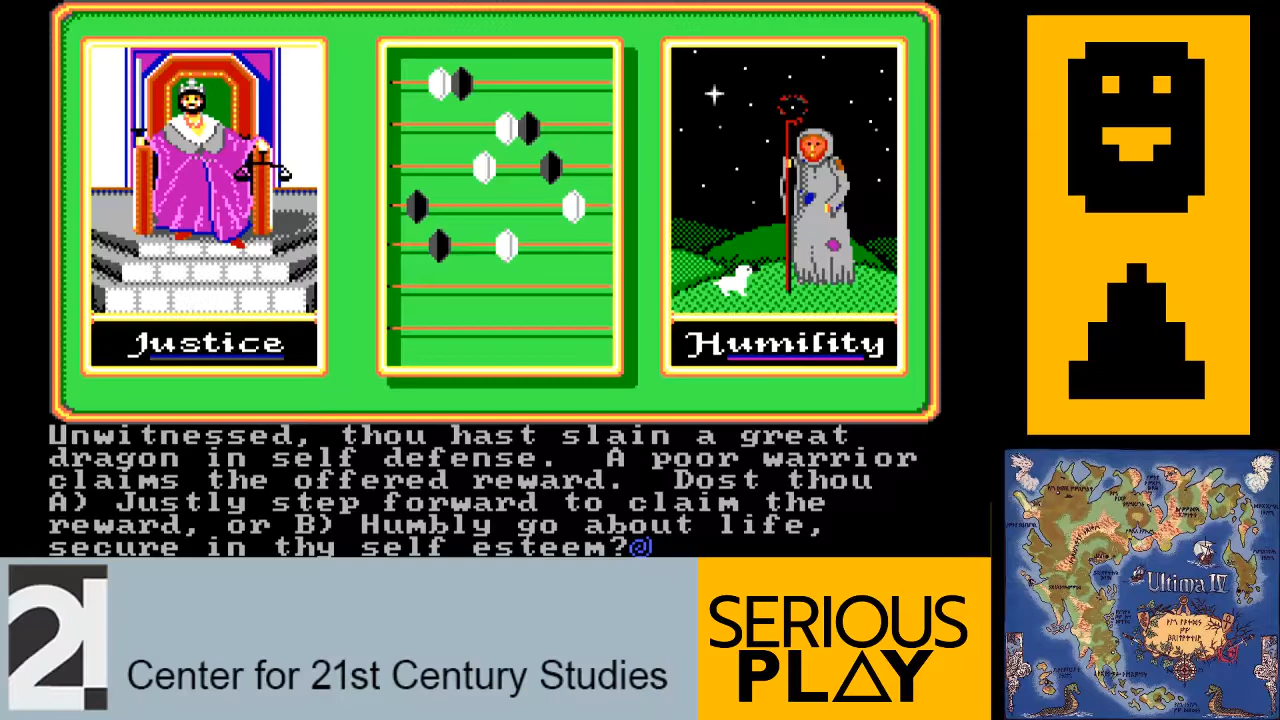 Justice
Humility
Unwitnessed, thou hast slain a great
dragon in self defense.  A poor warrior
claims the offered reward.  Dost thou
A) Justly step forward to claim the
reward, or B) Humbly go about life,
secure in thy self esteem?
21
Center for 21st Century Studies
SERIOUS
PLAY
Ultima IV